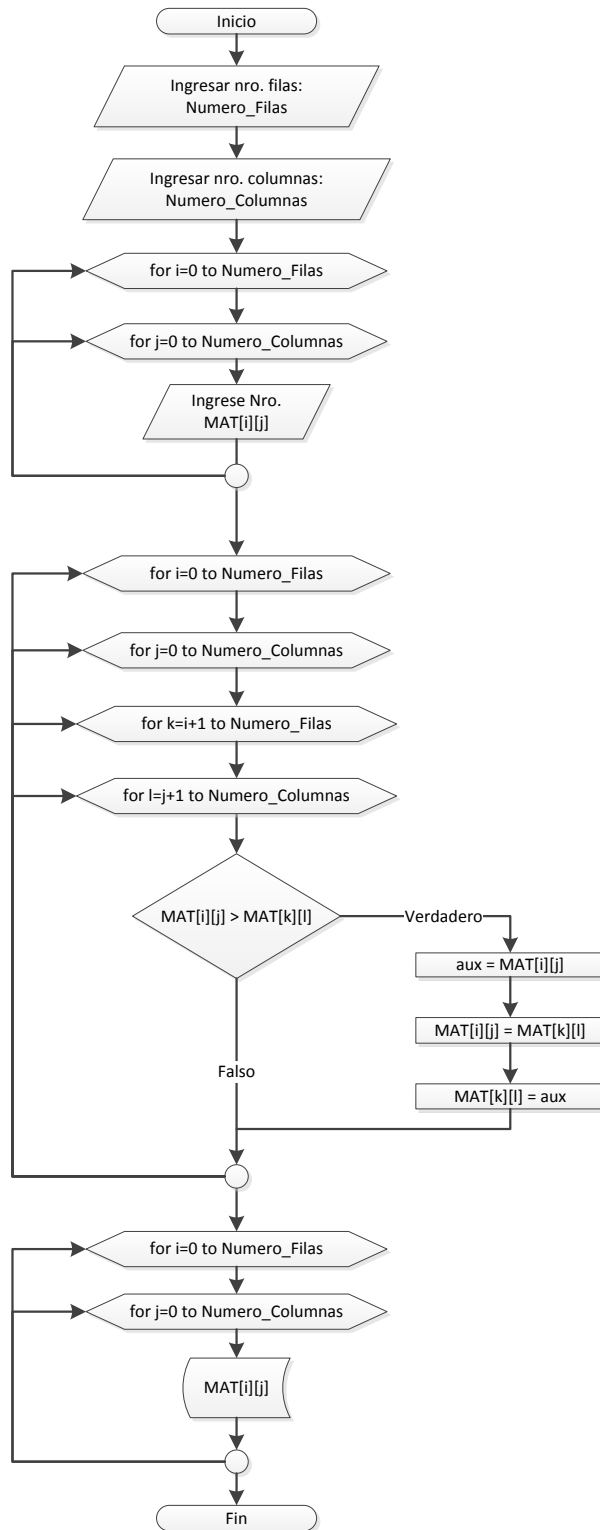 Inicio
Ingresar nro. filas:
Numero_Filas
Ingresar nro. columnas:
Numero_Columnas
for i=0 to Numero_Filas
for j=0 to Numero_Columnas
Ingrese Nro.
MAT[i][j]
for i=0 to Numero_Filas
for j=0 to Numero_Columnas
for k=i+1 to Numero_Filas
for l=j+1 to Numero_Columnas
MAT[i][j] > MAT[k][l]
Verdadero
aux = MAT[i][j]
MAT[i][j] = MAT[k][l]
MAT[k][l] = aux
Falso
for i=0 to Numero_Filas
for j=0 to Numero_Columnas
MAT[i][j]
Fin